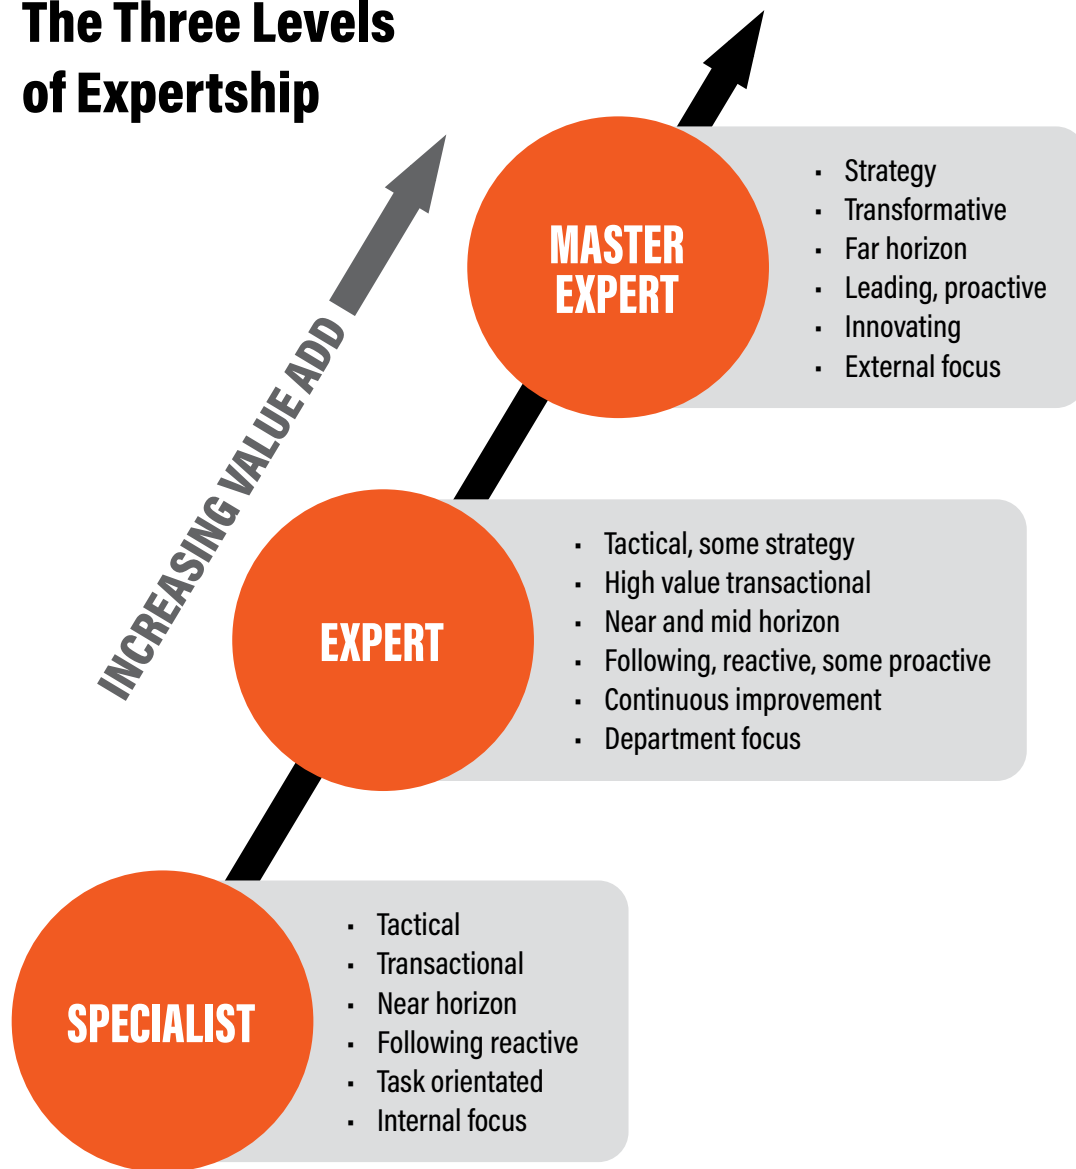 The Three Levels
of Expertship
INCREASING VALUE ADD
MASTER
EXPERT
▪ Strategy
▪ Transformative
▪ Far horizon
▪ Leading, proactive
▪ Innovating
▪ External focus
EXPERT
▪ Tactical, some strategy
▪ High value transactional
▪ Near and mid horizon
▪ Following, reactive, some proactive
▪ Continuous improvement
▪ Department focus
SPECIALIST
▪ Tactical
▪ Transactional
▪ Near horizon
▪ Following reactive
▪ Task orientated
▪ Internal focus